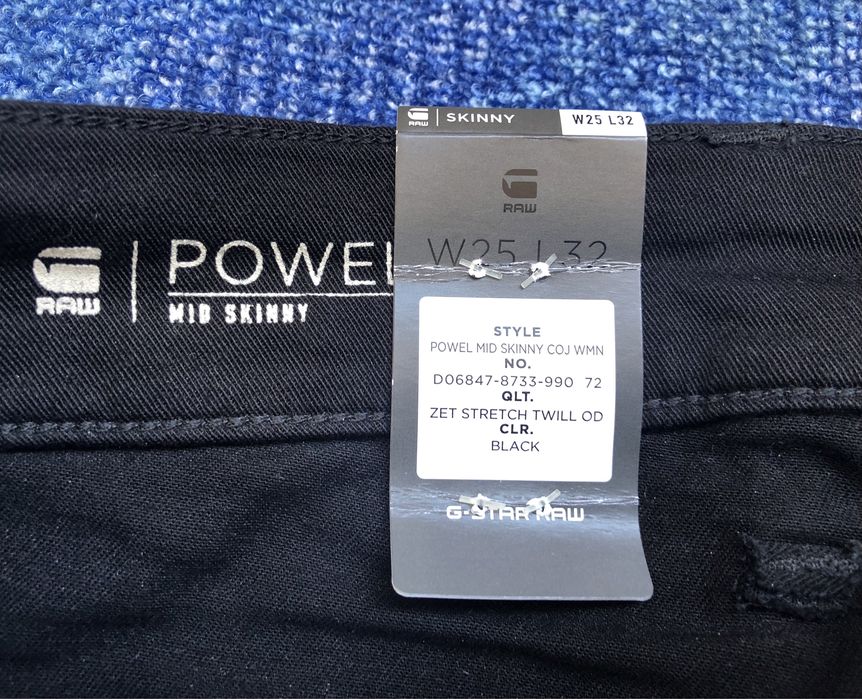 RAW SKINNY W25 L32
RAW
W25 L32
STYLE
POWEL MID SKINNY COJ WMN
NO.
D06847-8733-990 72
QLT.
ZET STRETCH TWILL OD
CLR.
BLACK
G-STAR RAW
RAW
POWEL
MID SKINNY